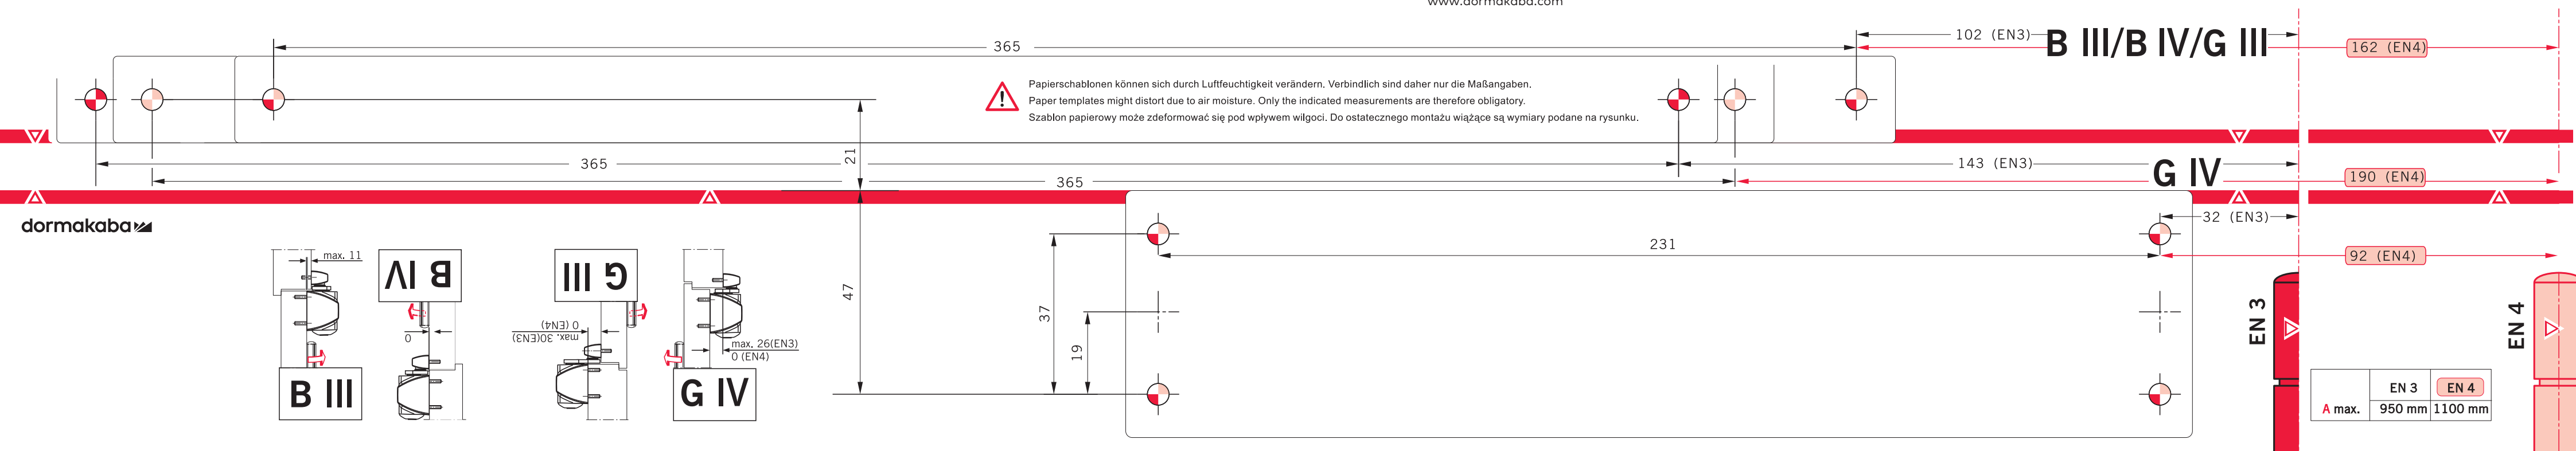 www.dormakaba.com
365
102 (EN3)
B III/B IV/G III
162 (EN4)
Papierschablonen können sich durch Luftfeuchtigkeit verändern. Verbindlich sind daher nur die Maßangaben.
Paper templates might distort due to air moisture. Only the indicated measurements are therefore obligatory.
Szablon papierowy może zdeformować się pod wpływem wilgoci. Do ostatecznego montażu wiążące są wymiary podane na rysunku.
21
365
143 (EN3)
G IV
365
190 (EN4)
dormakaba
32 (EN3)
231
92 (EN4)
max. 11
B IV
G III
47
37
19
0
max. 30(EN3)
0 (EN4)
max. 26(EN3)
0 (EN4)
B III
G IV
EN 3
EN 4
EN 3 EN 4
A max. 950 mm 1100 mm